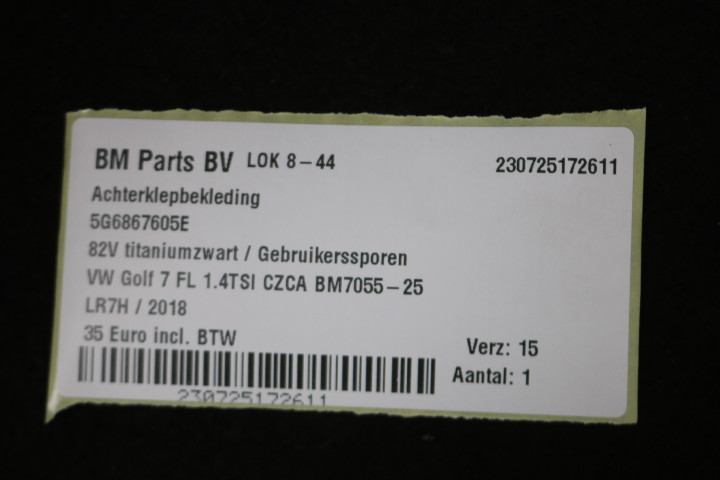 BM Parts BV LOK 8-44 230725172611
Achterklepbekleding
5G6867605E
82V titaniumzwart / Gebruikerssporen
VW Golf 7 FL 1.4TSI CZCA BM7055-25
LR7H / 2018
35 Euro incl. BTW
Verz: 15
Aantal: 1
230725172611